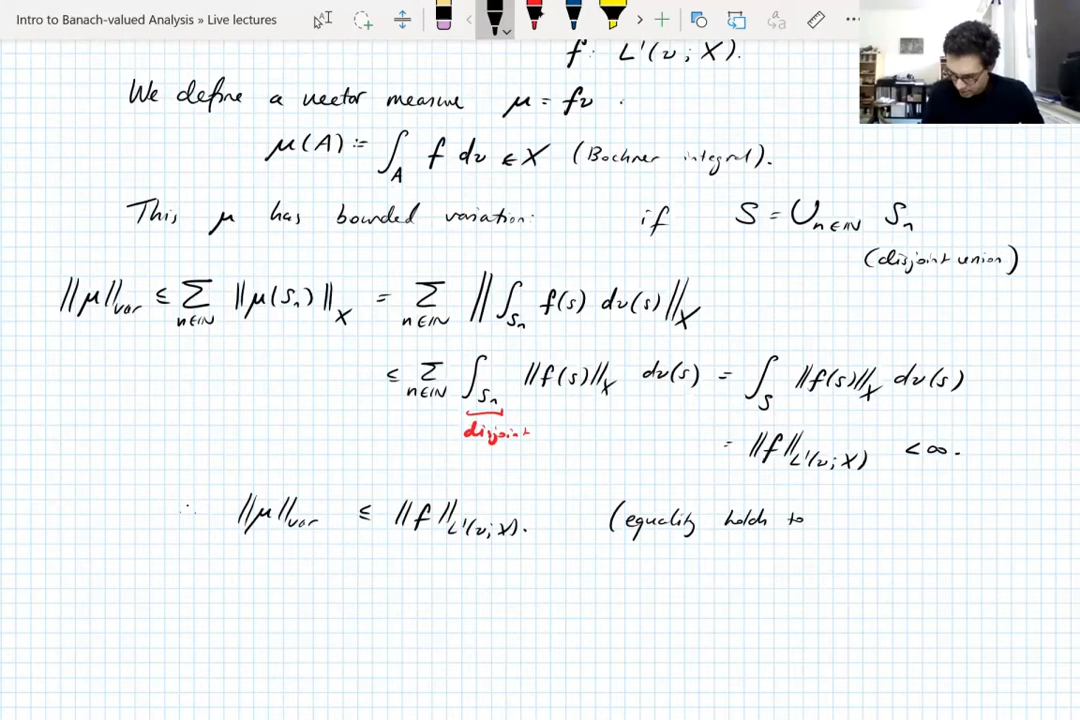 Intro to Banach-valued Analysis » Live lectures
f: L¹(ν; X).
We define a vector measure μ = fν.
μ(A) := ∫_A f dν ∈ X (Bochner integral).
This μ has bounded variation: if S = ∪_{n∈ℕ} S_n
(disjoint union)
‖μ‖_var ≤ Σ_{n∈ℕ} ‖μ(S_n)‖_X = Σ_{n∈ℕ} ‖∫_{S_n} f(s) dν(s)‖_X
≤ Σ_{n∈ℕ} ∫_{S_n} ‖f(s)‖_X dν(s) = ∫_S ‖f(s)‖_X dν(s)
disjoint
= ‖f‖_{L¹(ν;X)} < ∞.
∴ ‖μ‖_var ≤ ‖f‖_{L¹(ν;X)}. (equality holds to